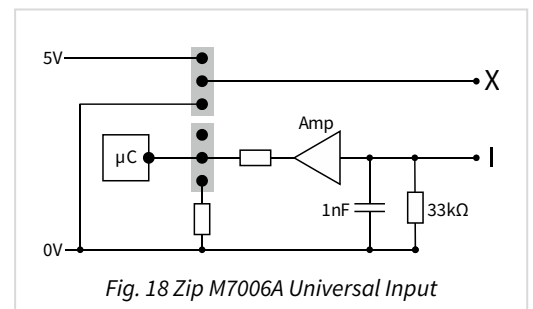 5V
X
Amp
µC
I
1nF
33kΩ
0V
Fig. 18 Zip M7006A Universal Input